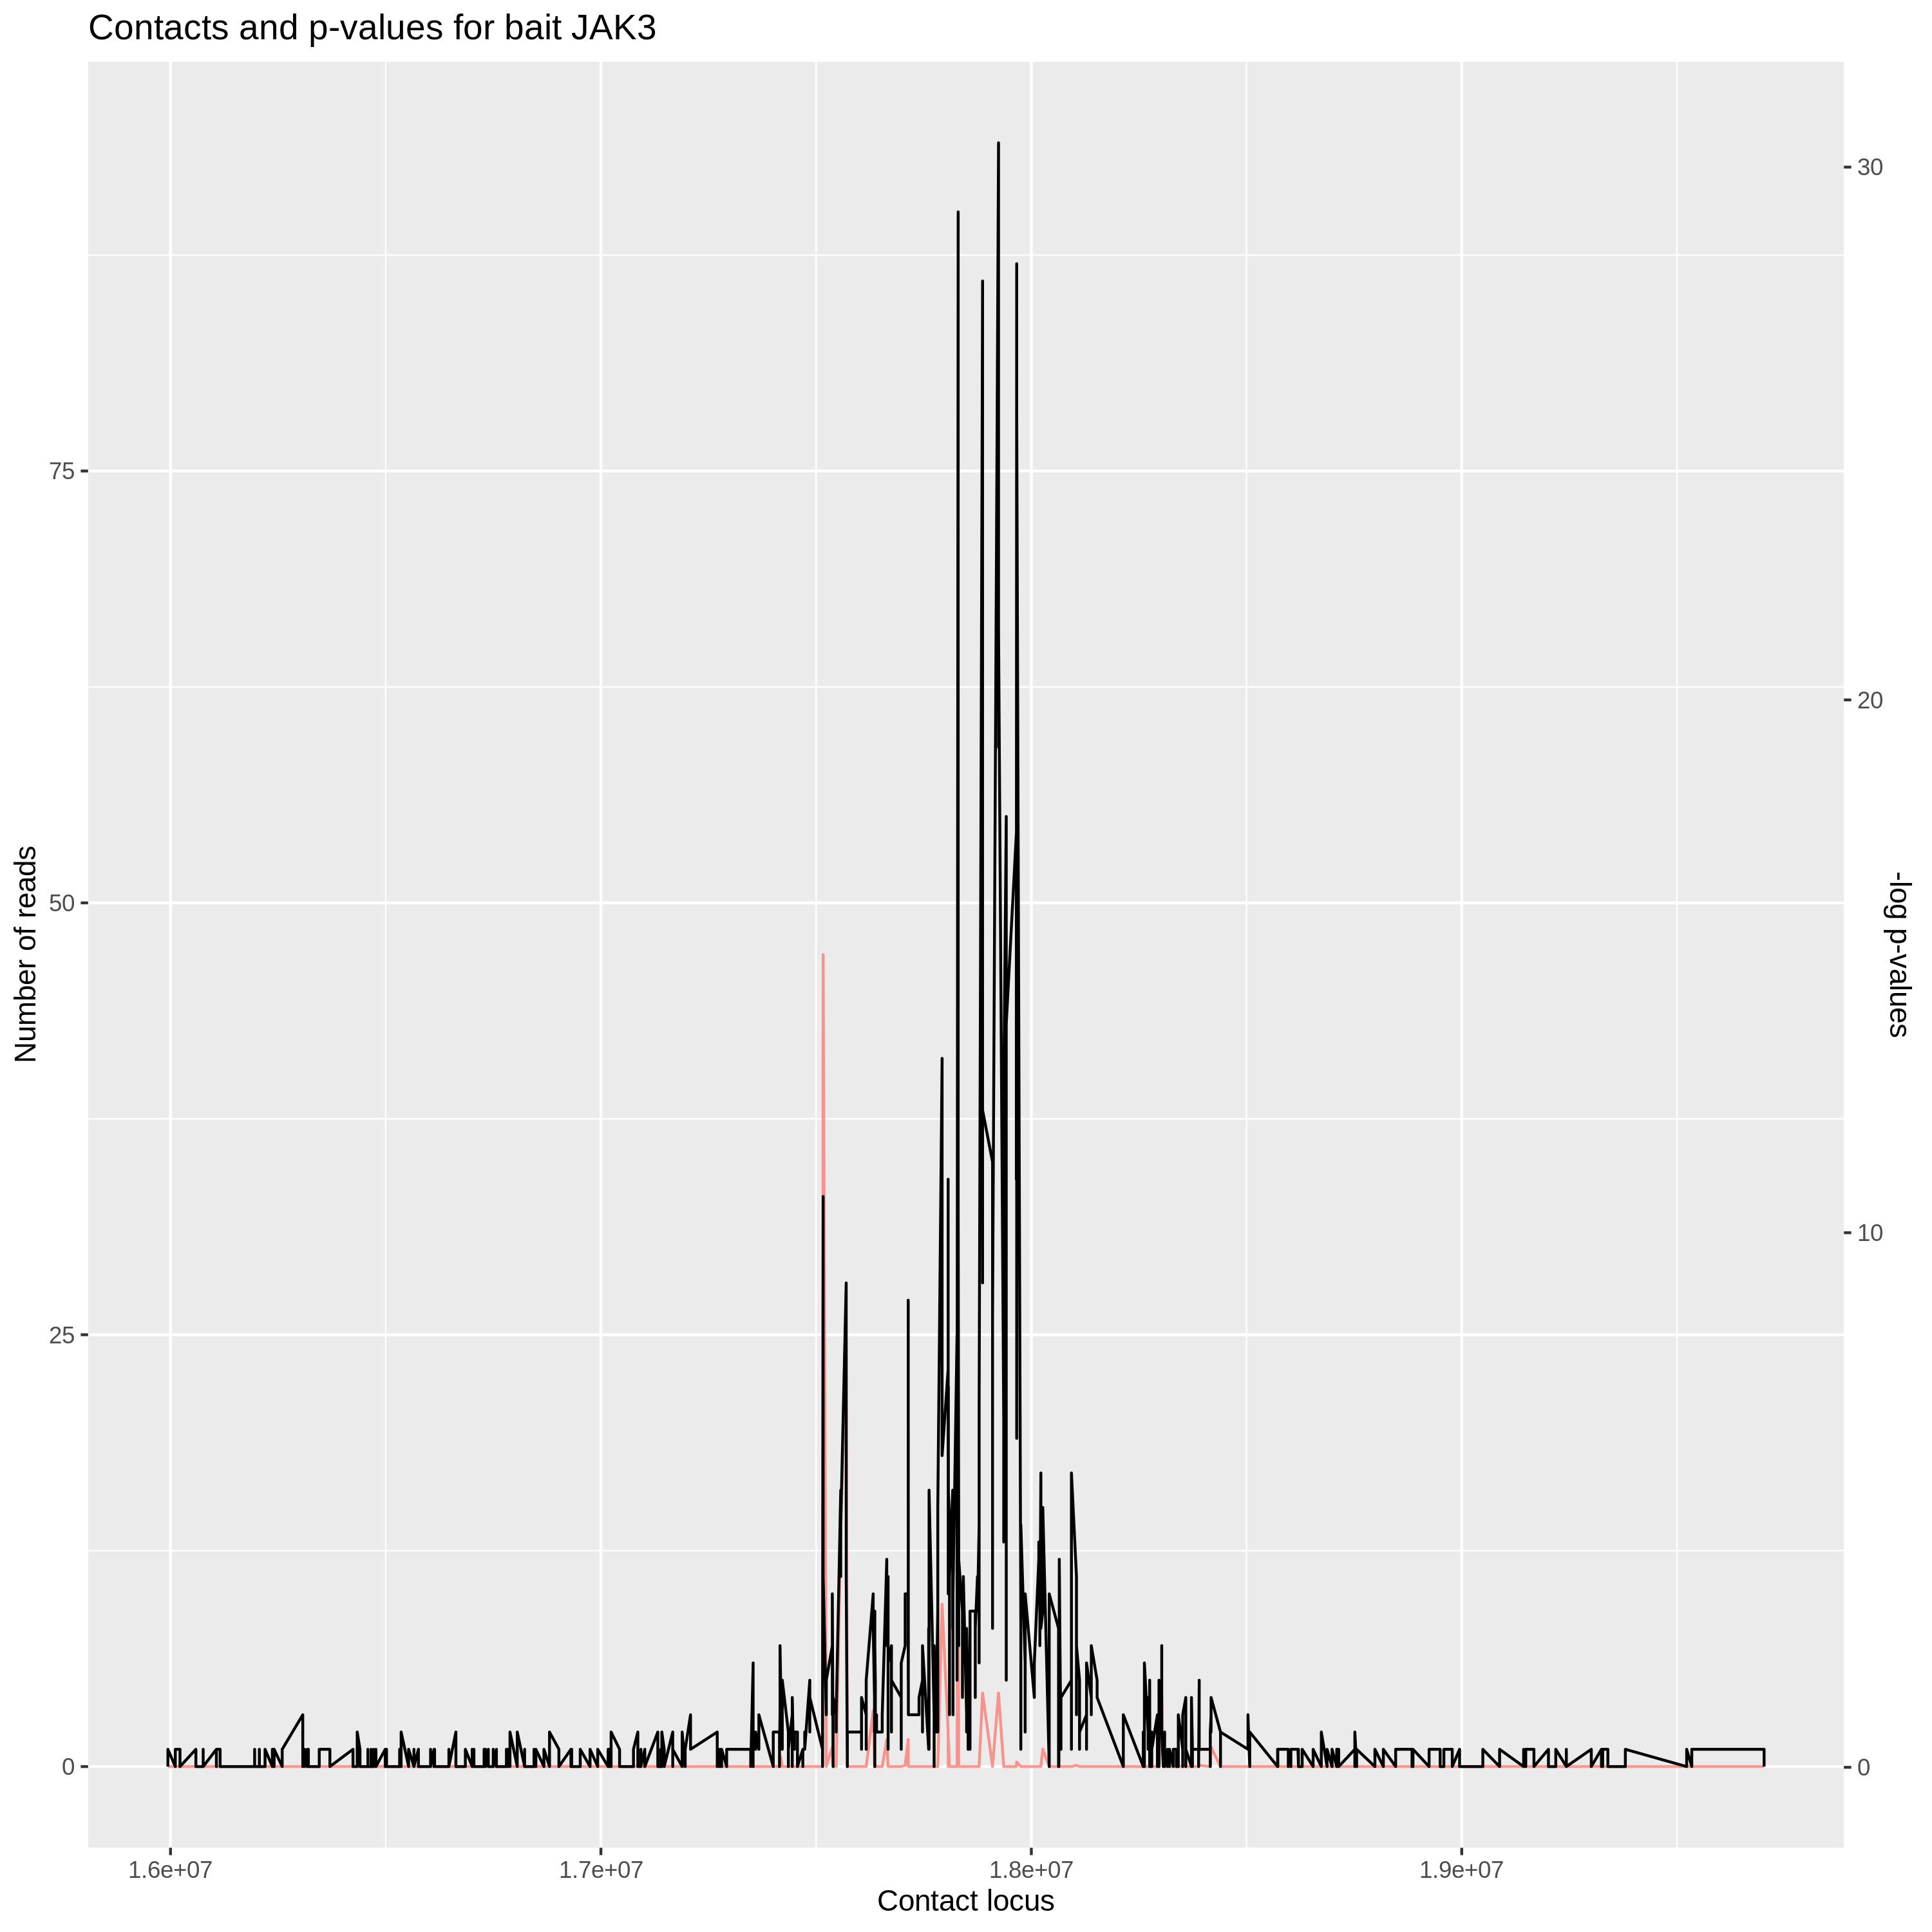 Contacts and p-values for bait JAK3
Number of reads
75
50
25
0
30
20
10
0
-log p-values
1.6e+07
1.7e+07
1.8e+07
1.9e+07
Contact locus